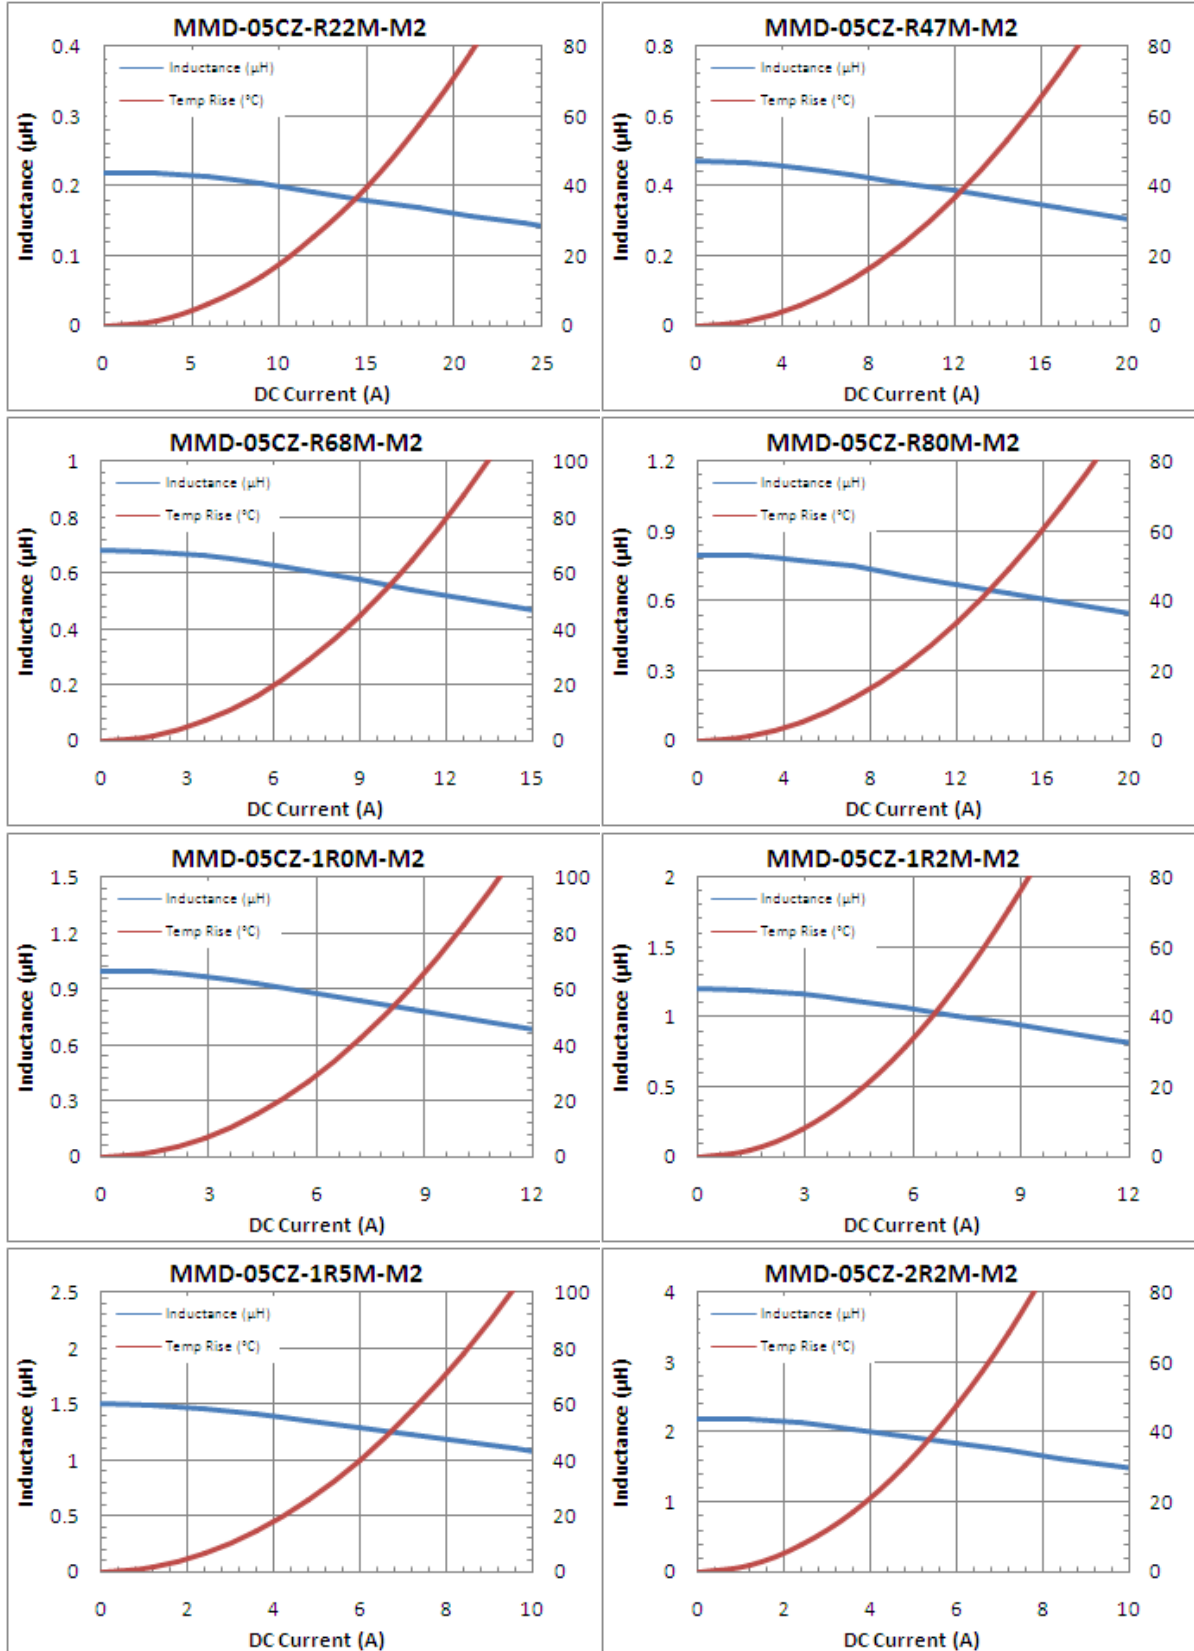 MMD-05CZ-R22M-M2
Inductance (μH)
Temp Rise (°C)
0.4
0.3
0.2
0.1
0
80
60
40
20
0
Inductance (μH)
0 5 10 15 20 25
DC Current (A)
MMD-05CZ-R47M-M2
Inductance (μH)
Temp Rise (°C)
0.8
0.6
0.4
0.2
0
80
60
40
20
0
Inductance (μH)
0 4 8 12 16 20
DC Current (A)
MMD-05CZ-R68M-M2
Inductance (μH)
Temp Rise (°C)
1
0.8
0.6
0.4
0.2
0
100
80
60
40
20
0
Inductance (μH)
0 3 6 9 12 15
DC Current (A)
MMD-05CZ-R80M-M2
Inductance (μH)
Temp Rise (°C)
1.2
0.9
0.6
0.3
0
80
60
40
20
0
Inductance (μH)
0 4 8 12 16 20
DC Current (A)
MMD-05CZ-1R0M-M2
Inductance (μH)
Temp Rise (°C)
1.5
1.2
0.9
0.6
0.3
0
100
80
60
40
20
0
Inductance (μH)
0 3 6 9 12
DC Current (A)
MMD-05CZ-1R2M-M2
Inductance (μH)
Temp Rise (°C)
2
1.5
1
0.5
0
80
60
40
20
0
Inductance (μH)
0 3 6 9 12
DC Current (A)
MMD-05CZ-1R5M-M2
Inductance (μH)
Temp Rise (°C)
2.5
2
1.5
1
0.5
0
100
80
60
40
20
0
Inductance (μH)
0 2 4 6 8 10
DC Current (A)
MMD-05CZ-2R2M-M2
Inductance (μH)
Temp Rise (°C)
4
3
2
1
0
80
60
40
20
0
Inductance (μH)
0 2 4 6 8 10
DC Current (A)